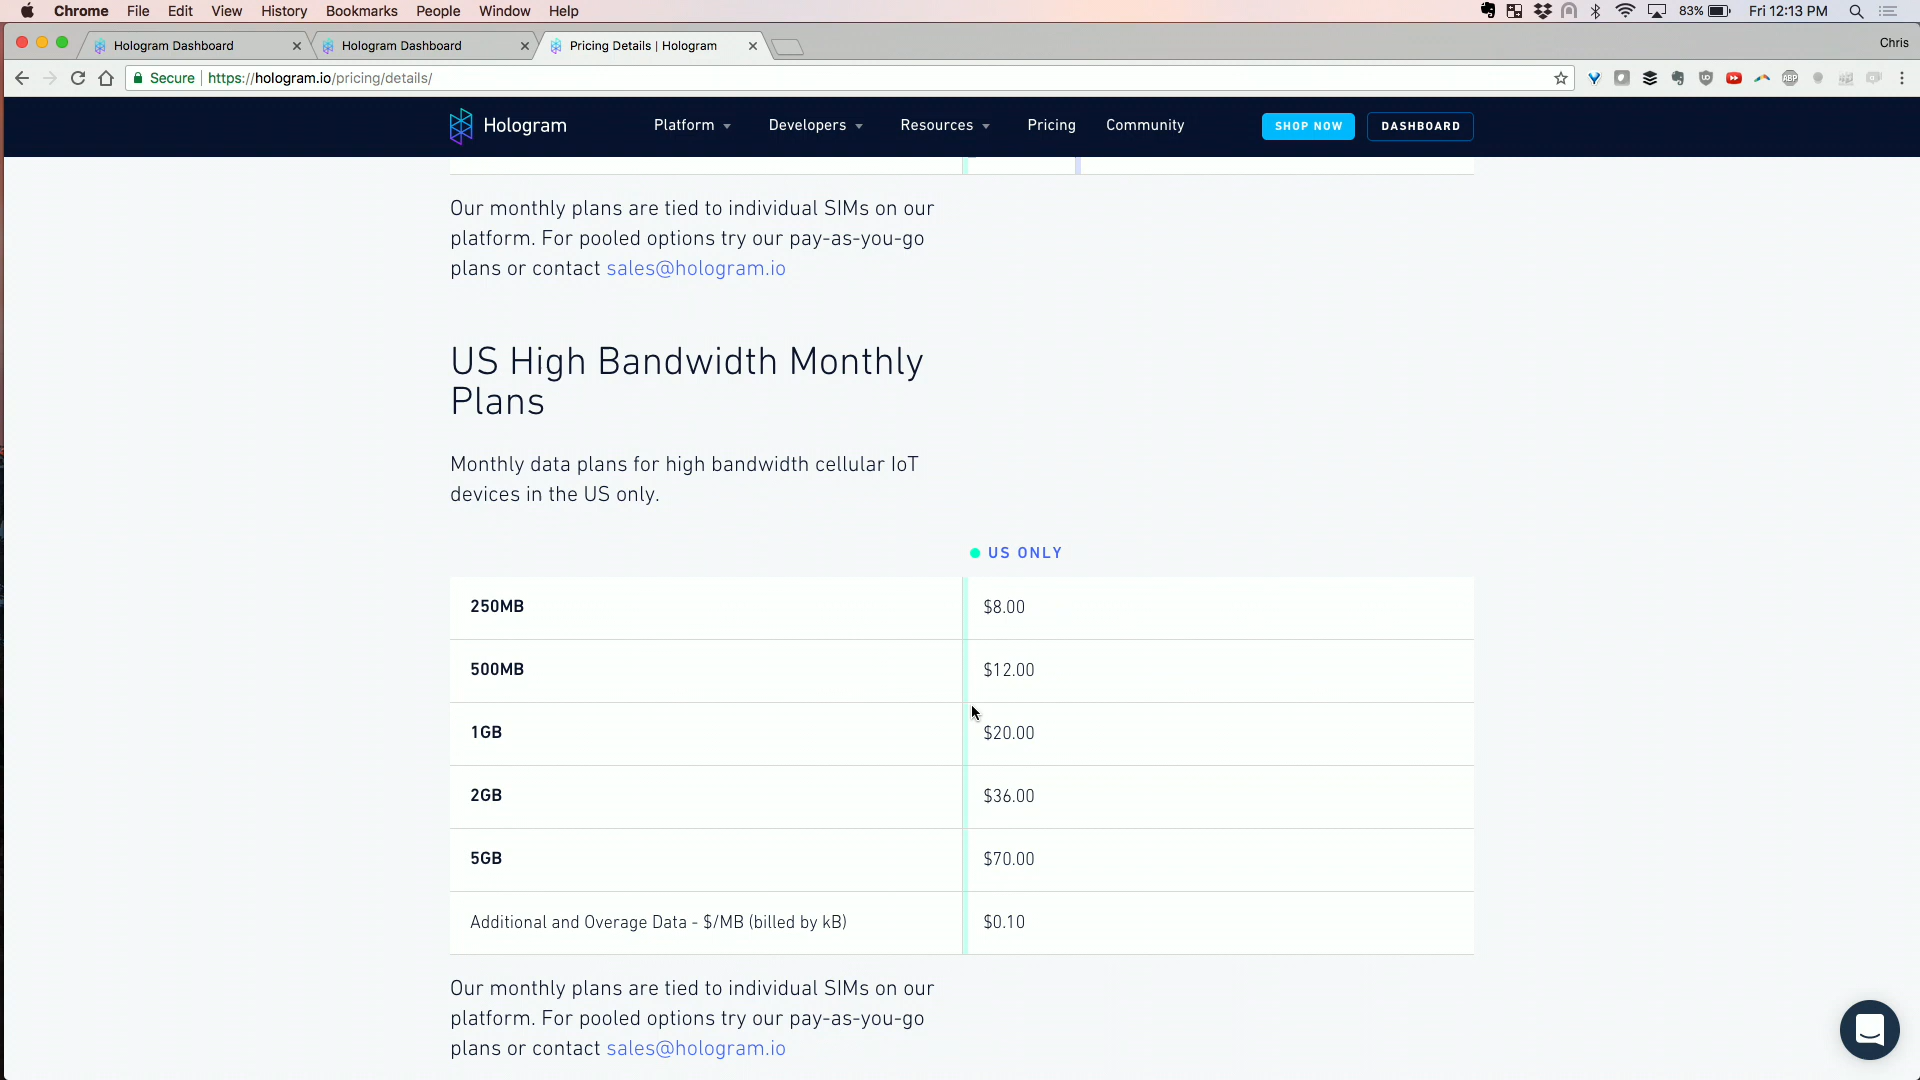 Chrome File Edit View History Bookmarks People Window Help 83% Fri 12:13 PM
Hologram Dashboard Hologram Dashboard Pricing Details | Hologram Chris
Secure https://hologram.io/pricing/details/ ABP
Hologram Platform Developers Resources Pricing Community SHOP NOW DASHBOARD
Our monthly plans are tied to individual SIMs on our
platform. For pooled options try our pay-as-you-go
plans or contact sales@hologram.io
US High Bandwidth Monthly
Plans
Monthly data plans for high bandwidth cellular IoT
devices in the US only.
US ONLY
250MB $8.00
500MB $12.00
1GB $20.00
2GB $36.00
5GB $70.00
Additional and Overage Data - $/MB (billed by kB) $0.10
Our monthly plans are tied to individual SIMs on our
platform. For pooled options try our pay-as-you-go
plans or contact sales@hologram.io